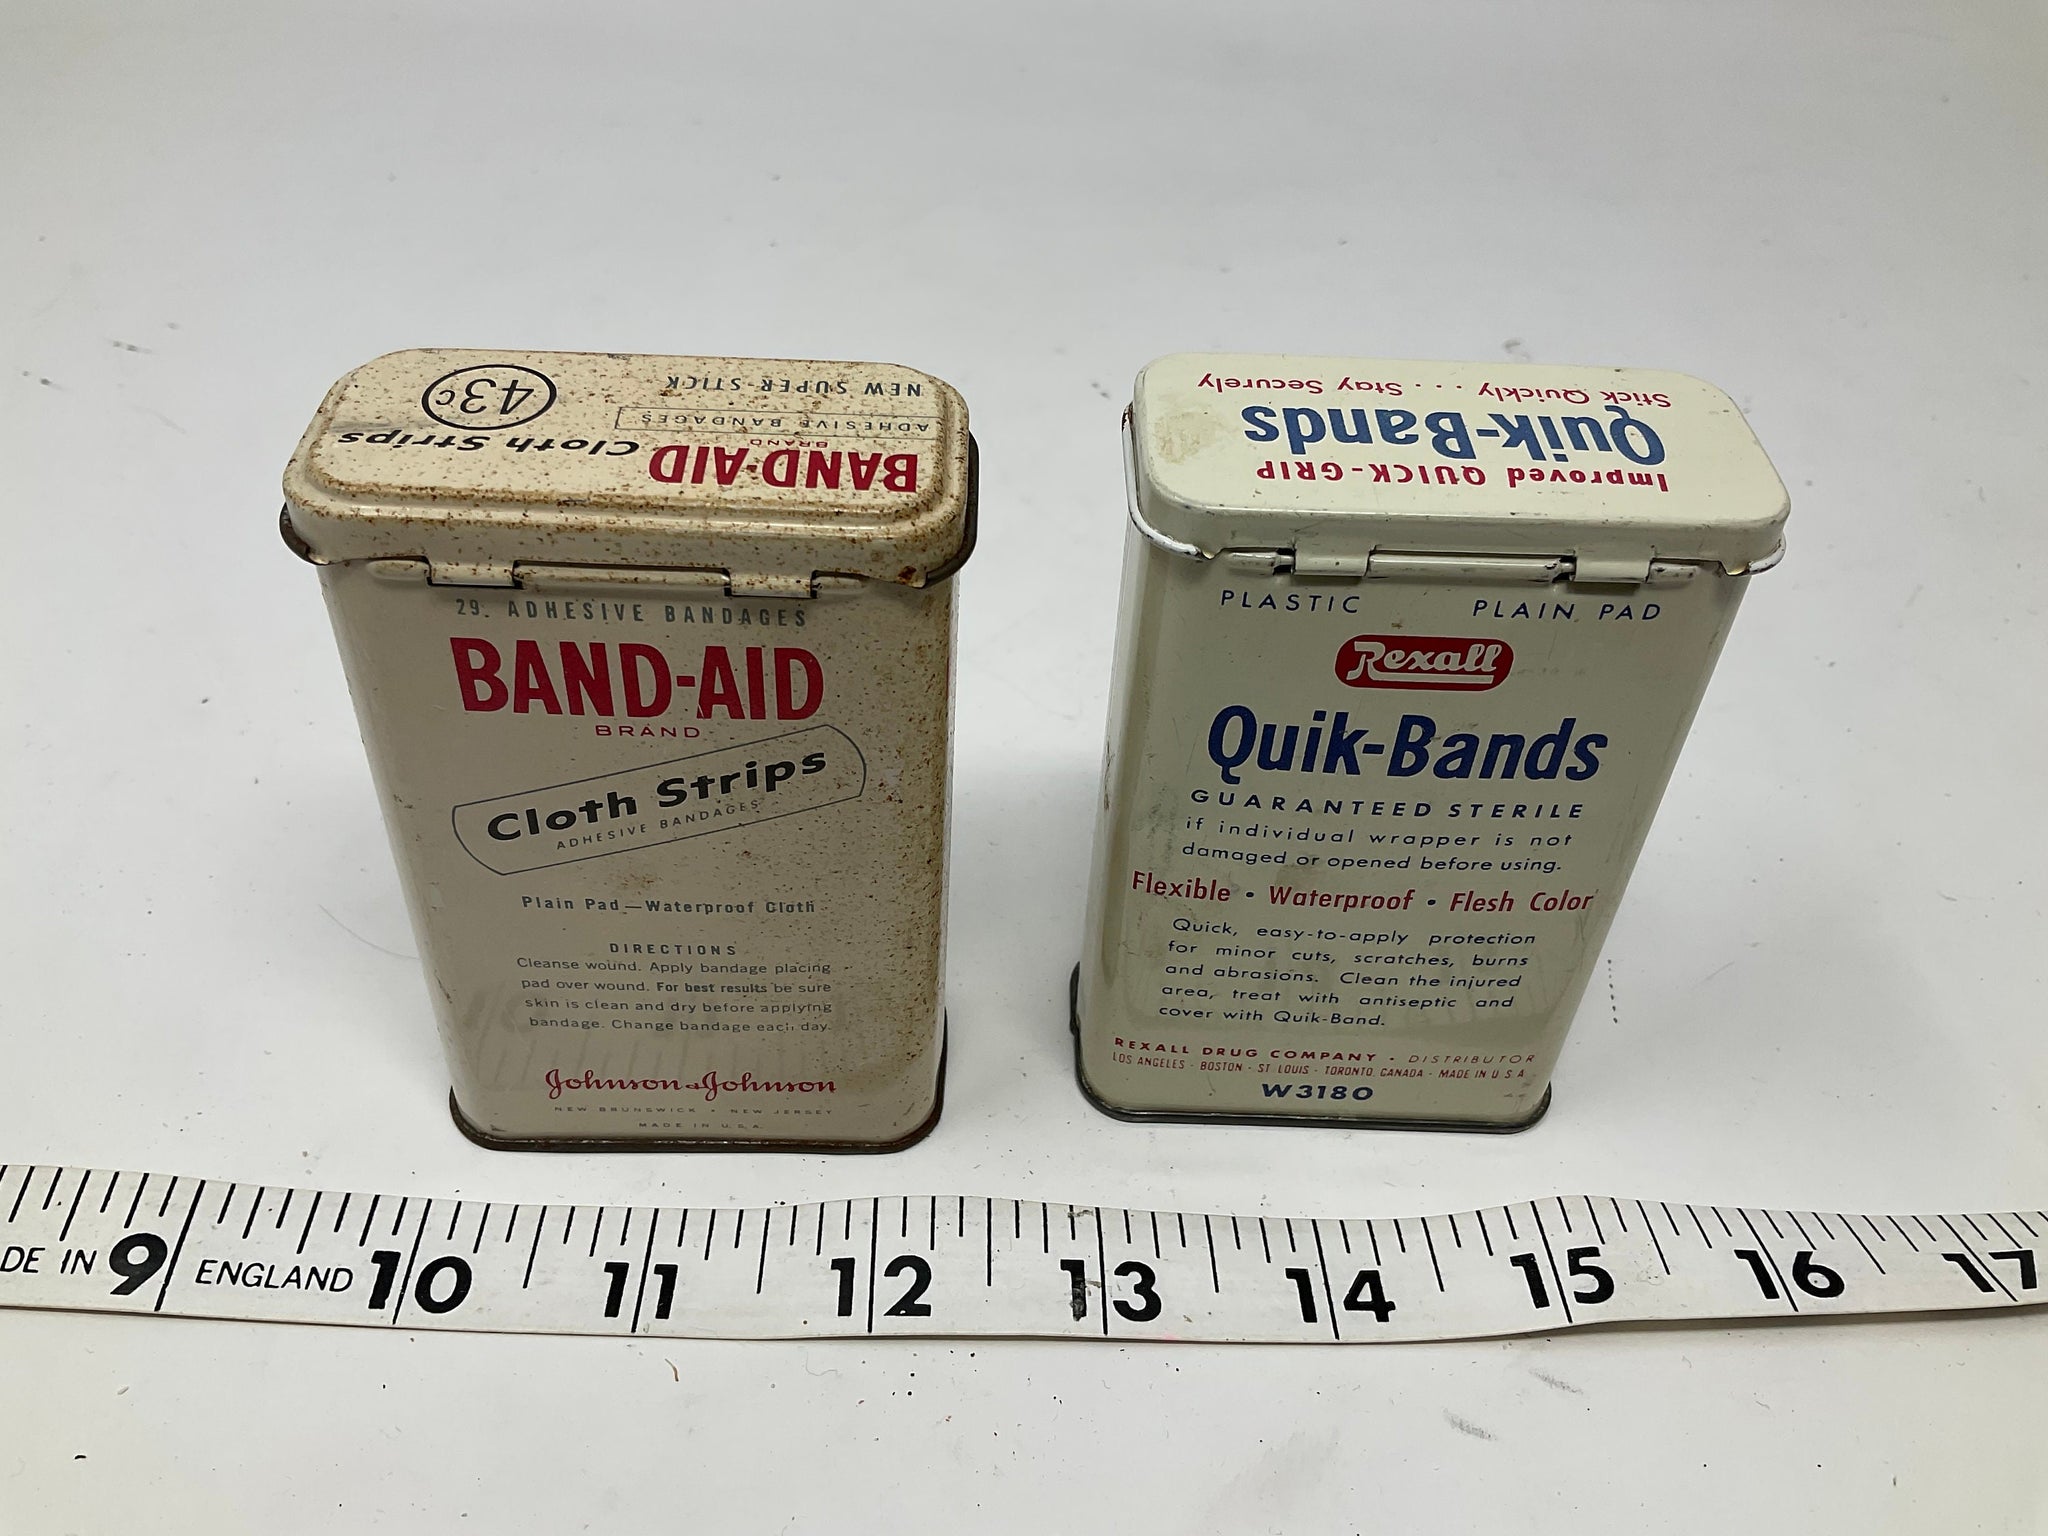 NEW SUPER-STICK
43c
ADHESIVE BANDAGES
BAND-AID Cloth Strips
BRAND
29. ADHESIVE BANDAGES
BAND-AID
BRAND
Cloth Strips
ADHESIVE BANDAGES
Plain Pad—Waterproof Cloth
DIRECTIONS
Cleanse wound. Apply bandage placing
pad over wound. For best results be sure
skin is clean and dry before applying
bandage. Change bandage each day.
Johnson & Johnson
NEW BRUNSWICK • NEW JERSEY
MADE IN U.S.A.
Improved QUICK-GRIP
Quik-Bands
Stick Quickly . . . Stay Securely
PLASTIC PLAIN PAD
Rexall
Quik-Bands
GUARANTEED STERILE
if individual wrapper is not
damaged or opened before using.
Flexible • Waterproof • Flesh Color
Quick, easy-to-apply protection
for minor cuts, scratches, burns
and abrasions. Clean the injured
area, treat with antiseptic and
cover with Quik-Band.
REXALL DRUG COMPANY • DISTRIBUTOR
LOS ANGELES - BOSTON - ST LOUIS - TORONTO, CANADA - MADE IN U S A
W3180
DE IN 9 ENGLAND 10 11 12 13 14 15 16 17